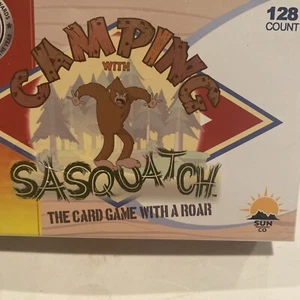 128
COUNT
CAMPING
WITH
SASQUATCH
THE CARD GAME WITH A ROAR
SUN
CO